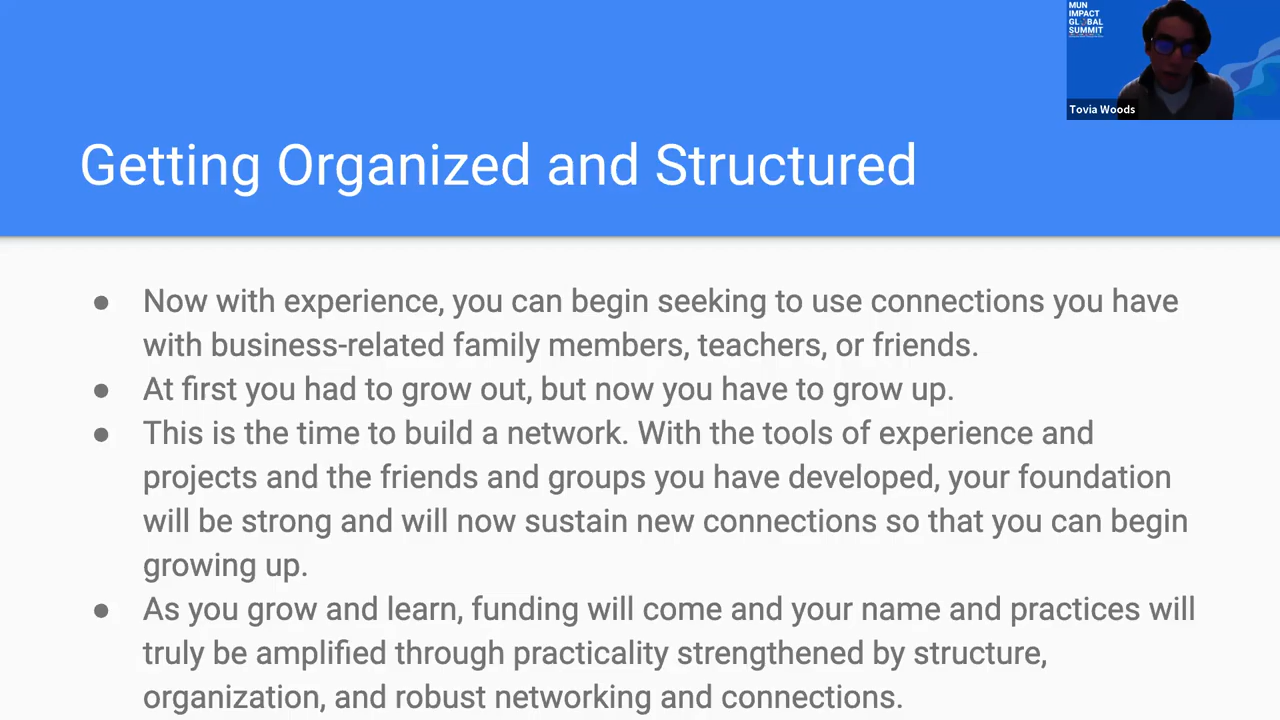 MUN
IMPACT
GLOBAL
SUMMIT
Tovia Woods
Getting Organized and Structured
● Now with experience, you can begin seeking to use connections you have
with business-related family members, teachers, or friends.
● At first you had to grow out, but now you have to grow up.
● This is the time to build a network. With the tools of experience and
projects and the friends and groups you have developed, your foundation
will be strong and will now sustain new connections so that you can begin
growing up.
● As you grow and learn, funding will come and your name and practices will
truly be amplified through practicality strengthened by structure,
organization, and robust networking and connections.